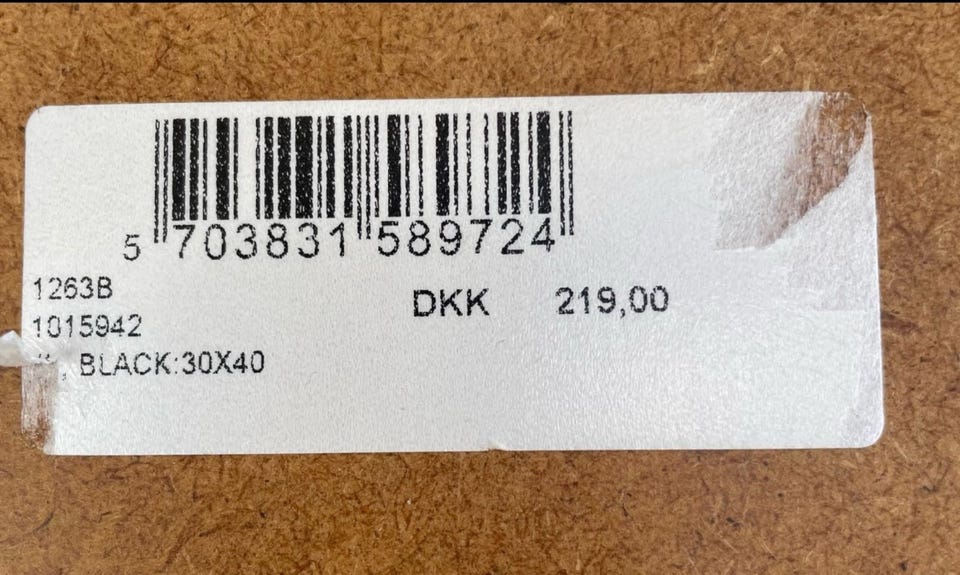 5 703831 589724
1263B
DKK 219,00
1015942
", BLACK:30X40